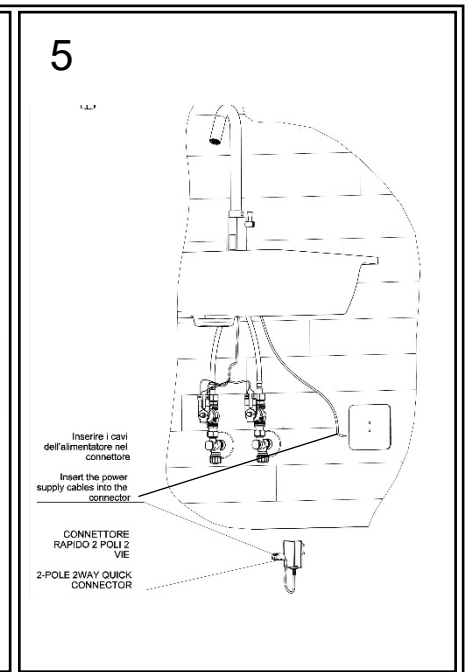 5
Inserire i cavi
dell'alimentatore nel
connettore
Insert the power
supply cables into the
connector
CONNETTORE
RAPIDO 2 POLI 2
VIE
2-POLE 2WAY QUICK
CONNECTOR